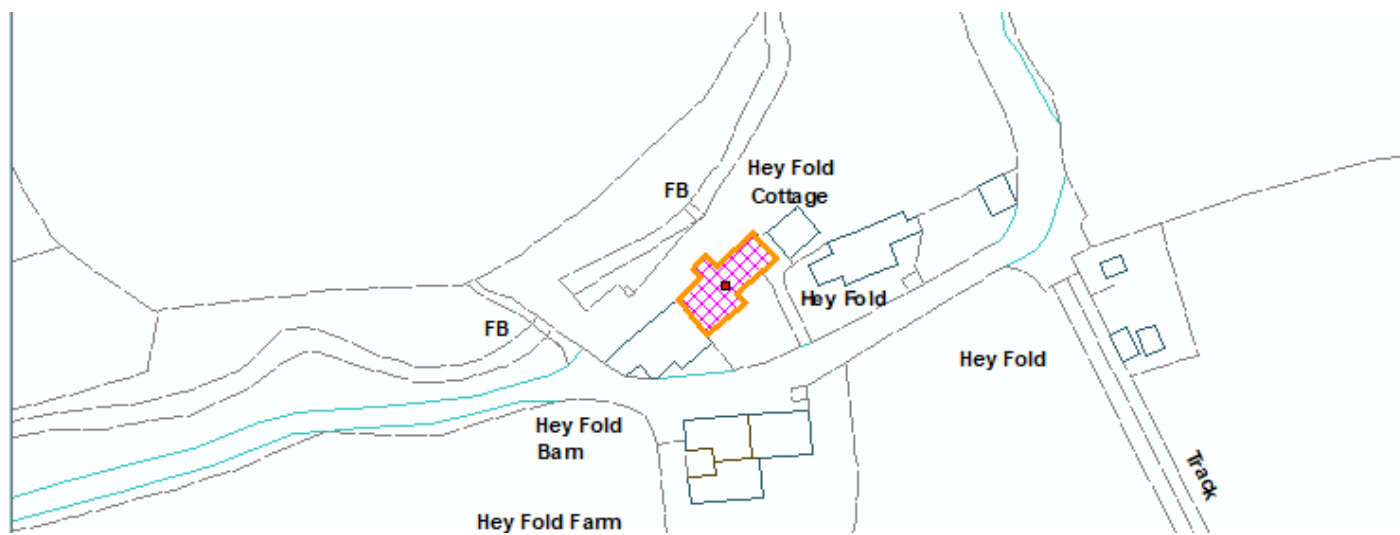 Hey Fold
Cottage
FB
Hey Fold
FB
Hey Fold
Hey Fold
Barn
Track
Hey Fold Farm